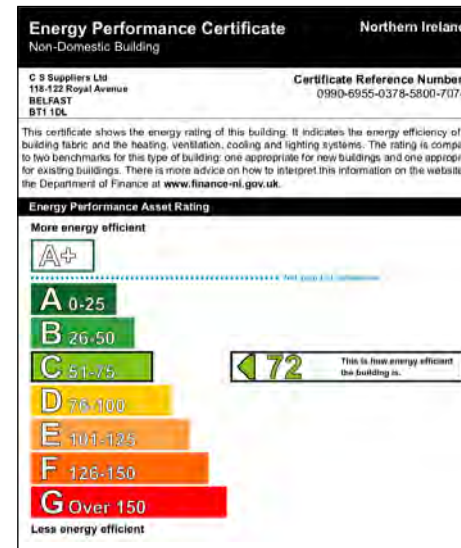 Energy Performance Certificate
Northern Ireland
Non-Domestic Building
C S Suppliers Ltd
118-122 Royal Avenue
BELFAST
BT1 1DL
Certificate Reference Number
0990-6955-0378-5800-707
This certificate shows the energy rating of this building. It indicates the energy efficiency of
building fabric and the heating, ventilation, cooling and lighting systems. The rating is compa
to two benchmarks for this type of building: one appropriate for new buildings and one appropri
for existing buildings. There is more advice on how to interpret this information on the website
the Department of Finance at www.finance-ni.gov.uk.
Energy Performance Asset Rating
More energy efficient
A+
A 0-25
B 26-50
C 51-75
72 This is how energy efficient
the building is.
D 76-100
E 101-125
F 126-150
G Over 150
Less energy efficient